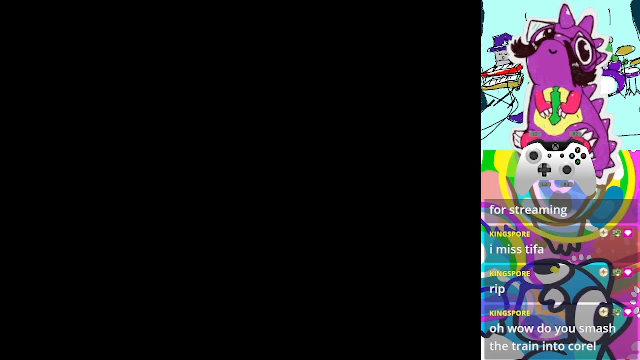 for streaming
KINGSPORE
i miss tifa
KINGSPORE
rip
KINGSPORE
oh wow do you smash
the train into corel